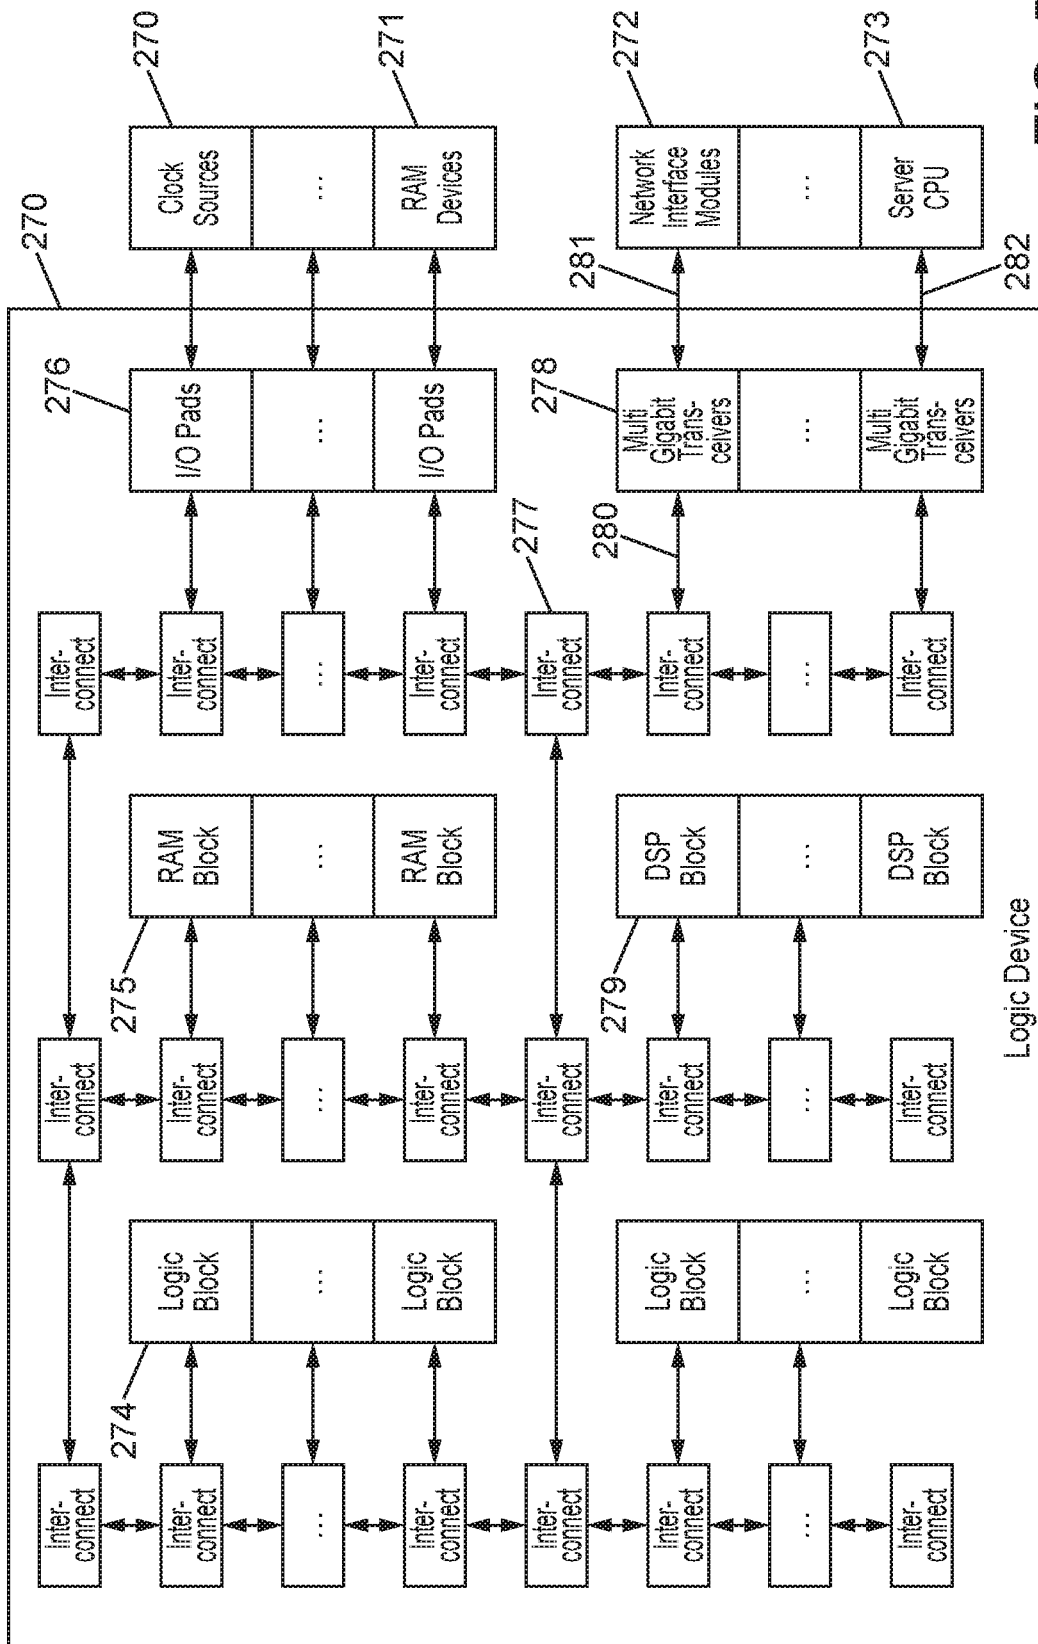 270
Inter-
connect
Inter-
connect
Inter-
connect
274
275
276
270
Inter-
connect
Logic
Block
Inter-
connect
RAM
Block
Inter-
connect
I/O Pads
Clock
Sources
...
...
...
...
...
...
...
271
Inter-
connect
Logic
Block
Inter-
connect
RAM
Block
Inter-
connect
I/O Pads
RAM
Devices
277
Inter-
connect
Inter-
connect
Inter-
connect
279
280
278
281
272
Inter-
connect
Logic
Block
Inter-
connect
DSP
Block
Inter-
connect
Multi
Gigabit
Trans-
ceivers
Network
Interface
Modules
...
...
...
...
...
...
...
273
Inter-
connect
Logic
Block
Inter-
connect
DSP
Block
Inter-
connect
Multi
Gigabit
Trans-
ceivers
Server
CPU
282
Logic Device